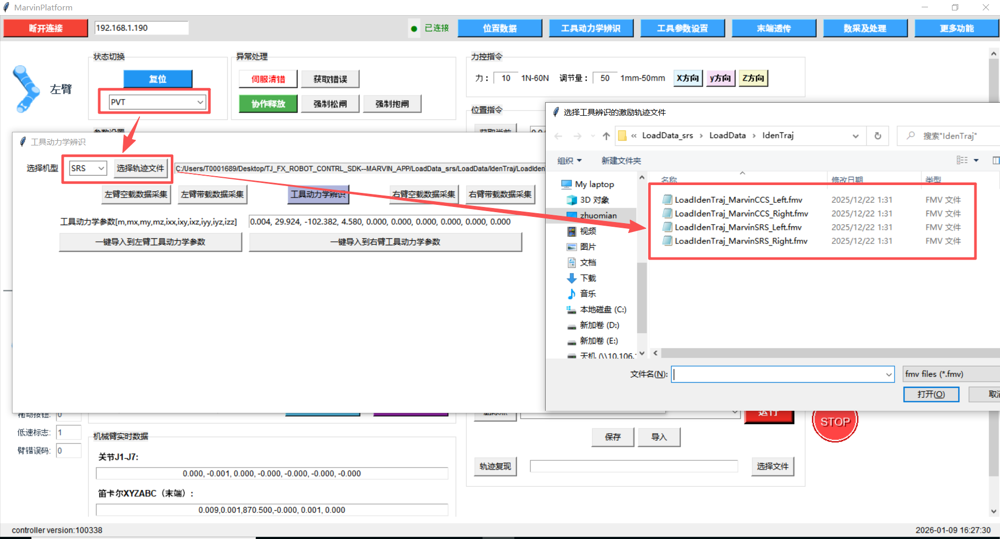 MarvinPlatform
断开连接
192.168.1.190
已连接
位置数据
工具动力学辨识
工具参数设置
末端透传
数采及处理
更多功能
左臂
状态切换
复位
PVT
异常处理
伺服清错
获取错误
协作释放
强制松闸
强制抱闸
力控指令
力：
10
1N-60N
调节量：
50
1mm-50mm
X方向
y方向
Z方向
位置指令
参数设置
获取当前
工具动力学辨识
选择机型
SRS
选择轨迹文件
C:/Users/T0001689/Desktop/TJ_FX_ROBOT_CONTRL_SDK--MARVIN_APP/LoadData_srs/LoadData/IdenTraj/LoadIden
左臂空载数据采集
左臂带载数据采集
工具动力学辨识
右臂空载数据采集
右臂带载数据采集
工具动力学参数[m,mx,my,mz,ixx,ixy,ixz,iyy,iyz,izz]
0.004, 29.924, -102.382, 4.580, 0.000, 0.000, 0.000, 0.000, 0.000, 0.000
一键导入到左臂工具动力学参数
一键导入到右臂工具动力学参数
选择工具辨识的激励轨迹文件
« LoadData_srs › LoadData › IdenTraj
搜索"IdenTraj"
组织
新建文件夹
名称
修改日期
类型
My laptop
3D 对象
zhuomian
视频
图片
文档
下载
音乐
本地磁盘 (C:)
新加卷 (D:)
新加卷 (E:)
天机 (\\10.106.
LoadIdenTraj_MarvinCCS_Left.fmv 2025/12/22 1:31 FMV 文件
LoadIdenTraj_MarvinCCS_Right.fmv 2025/12/22 1:31 FMV 文件
LoadIdenTraj_MarvinSRS_Left.fmv 2025/12/22 1:31 FMV 文件
LoadIdenTraj_MarvinSRS_Right.fmv 2025/12/22 1:31 FMV 文件
文件名(N):
fmv files (*.fmv)
打开(O)
取消
拖动按钮:
0
低速标志:
1
臂错误码:
0
机械臂实时数据
关节J1-J7:
0.000, -0.001, 0.000, -0.000, -0.000, -0.000, -0.000
笛卡尔XYZABC（末端）:
0.009,0.001,870.500,-0.000, 0.001, 0.000
运行
STOP
保存
导入
轨迹复现
选择文件
controller version:100338
2026-01-09 16:27:30